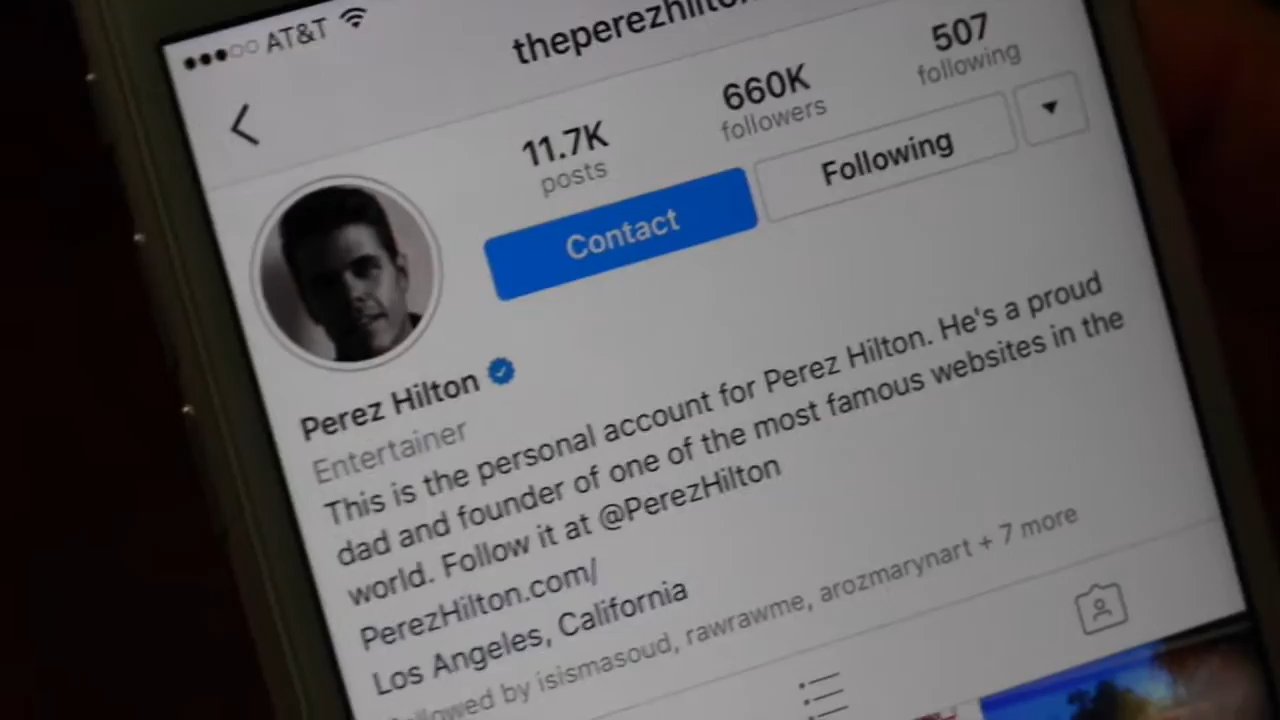 AT&T
theperezhilton
11.7K 660K 507
posts followers following
Contact Following
Perez Hilton
Entertainer
This is the personal account for Perez Hilton. He's a proud
dad and founder of one of the most famous websites in the
world. Follow it at @PerezHilton
PerezHilton.com/
Los Angeles, California
followed by isismasoud, rawrawme, arozmarynart + 7 more